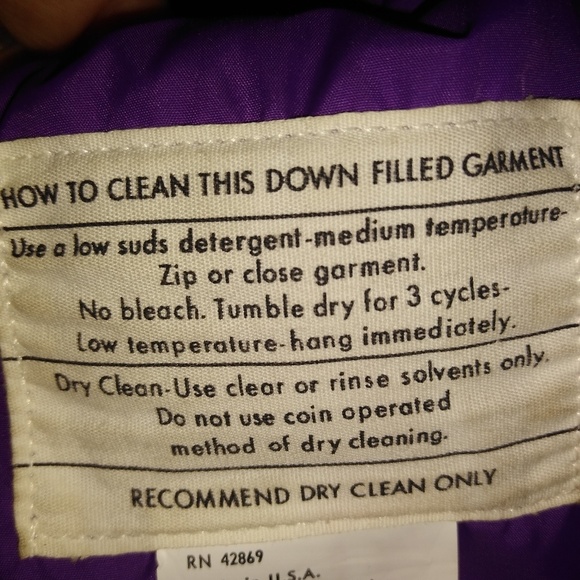 HOW TO CLEAN THIS DOWN FILLED GARMENT
Use a low suds detergent-medium temperature-
Zip or close garment.
No bleach. Tumble dry for 3 cycles-
Low temperature-hang immediately.
Dry Clean-Use clear or rinse solvents only.
Do not use coin operated
method of dry cleaning.
RECOMMEND DRY CLEAN ONLY
RN 42869
U.S.A.